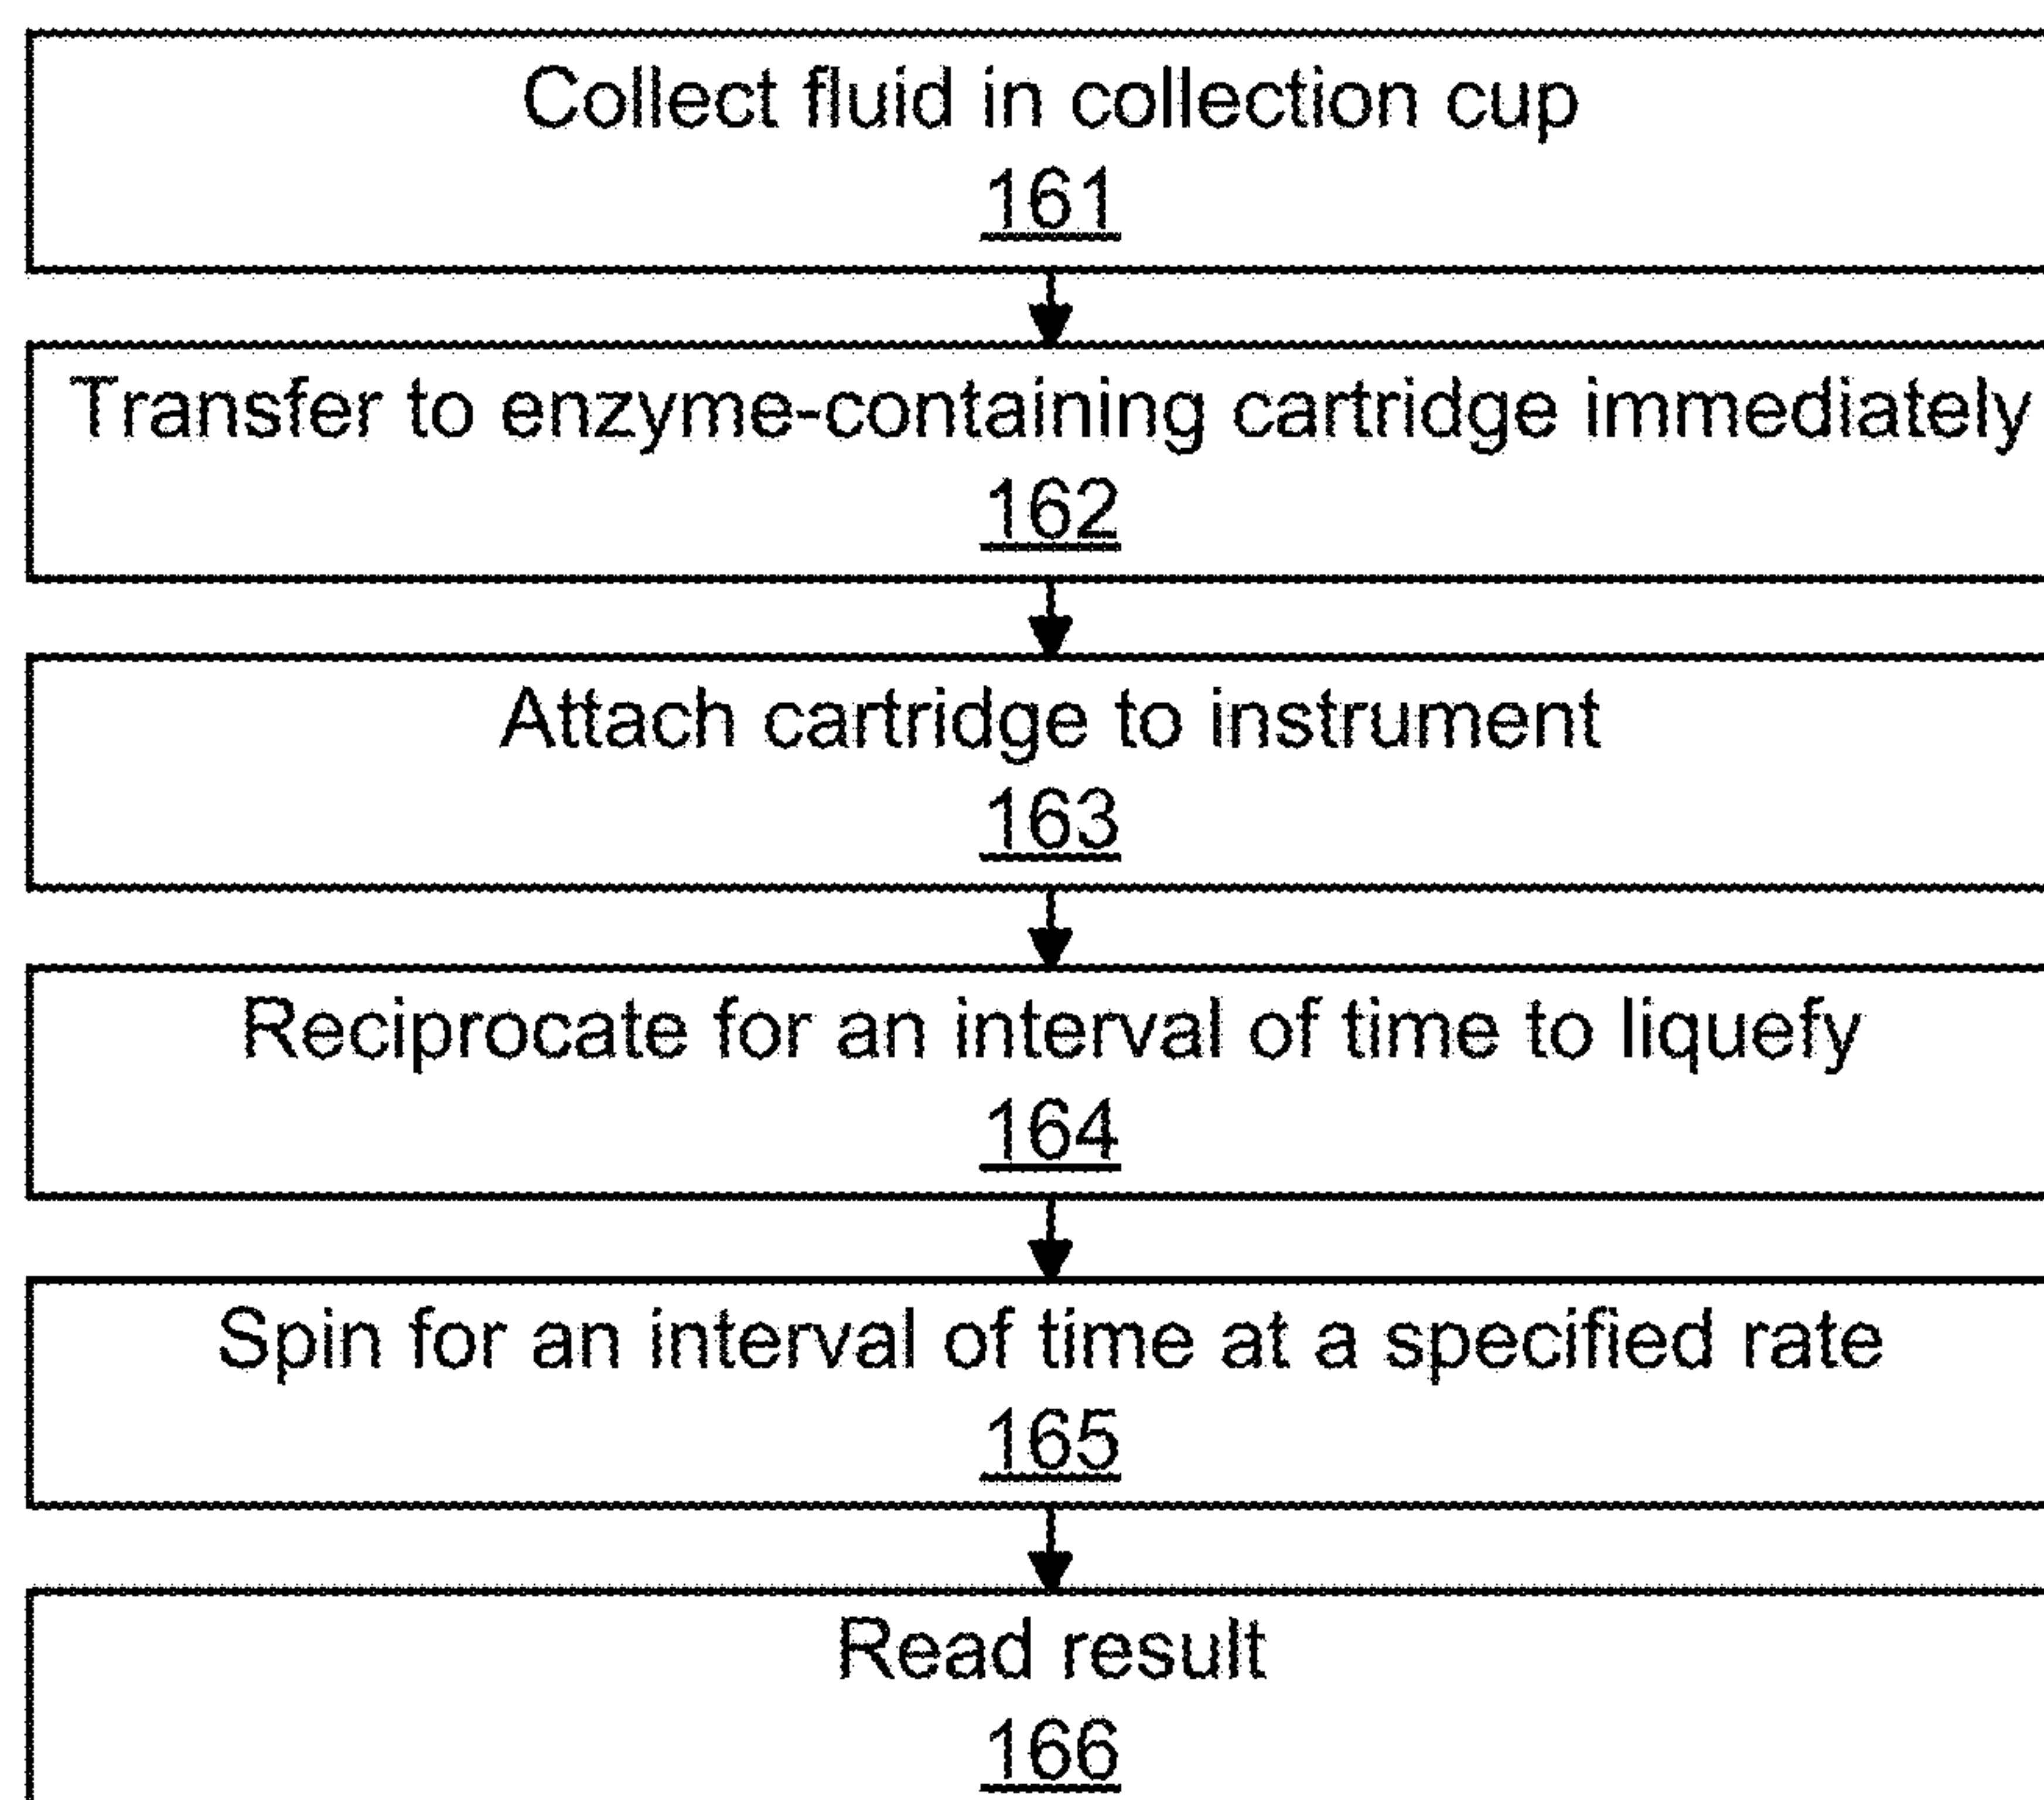 Collect fluid in collection cup
161
Transfer to enzyme-containing cartridge immediately
162
Attach cartridge to instrument
163
Reciprocate for an interval of time to liquefy
164
Spin for an interval of time at a specified rate
165
Read result
166